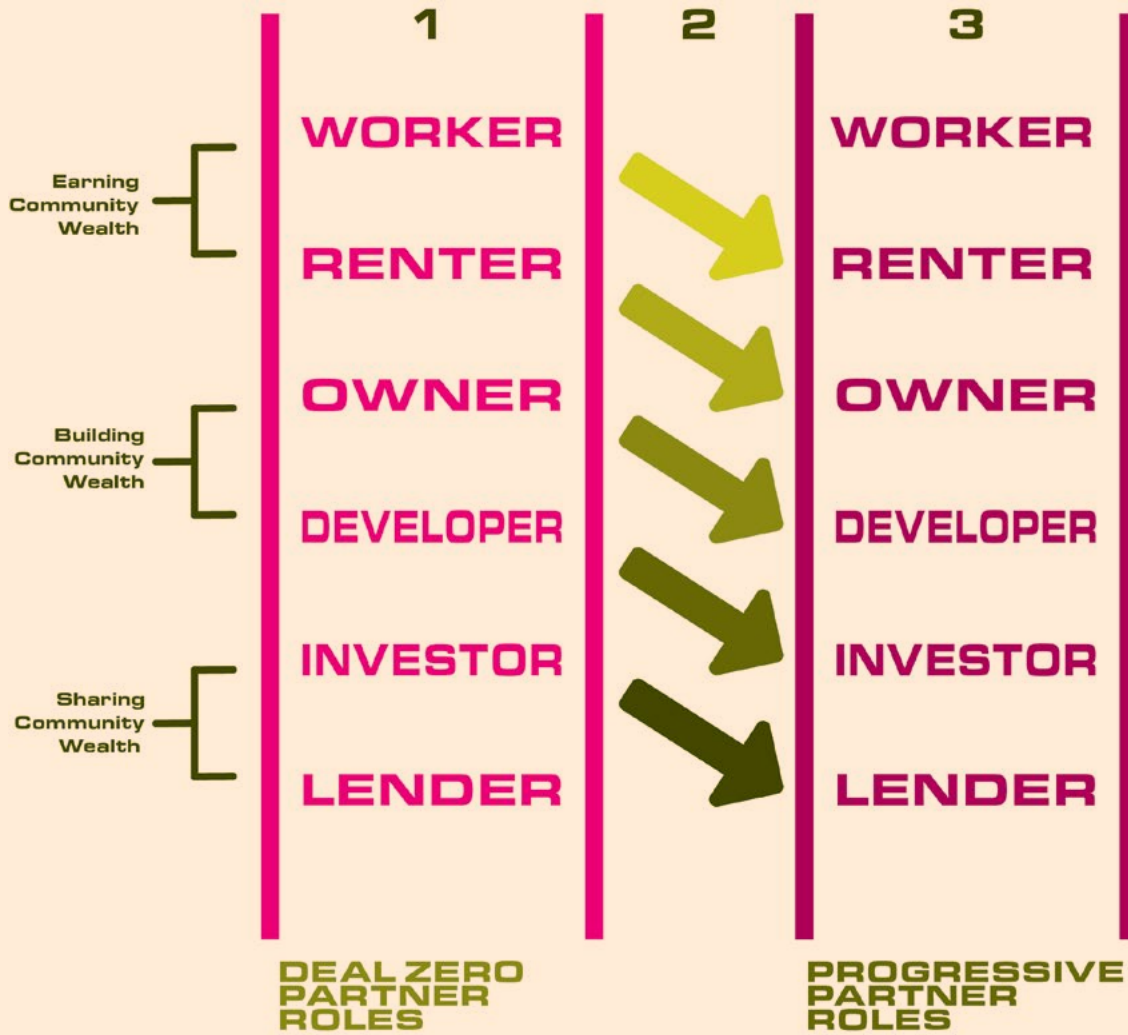 1
2
3
Earning
Community
Wealth
WORKER
RENTER
Building
Community
Wealth
OWNER
DEVELOPER
Sharing
Community
Wealth
INVESTOR
LENDER
WORKER
RENTER
OWNER
DEVELOPER
INVESTOR
LENDER
DEAL ZERO
PARTNER
ROLES
PROGRESSIVE
PARTNER
ROLES